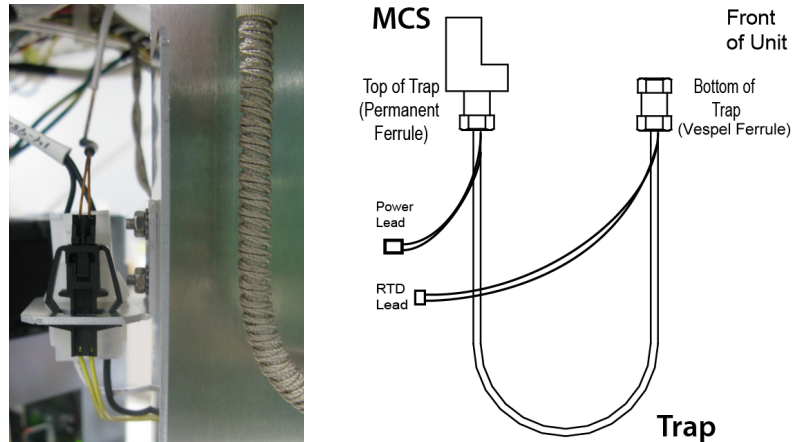 MCS
Front
of Unit
Top of Trap
(Permanent
Ferrule)
Bottom of
Trap
(Vespel Ferrule)
Power
Lead
RTD
Lead
Trap